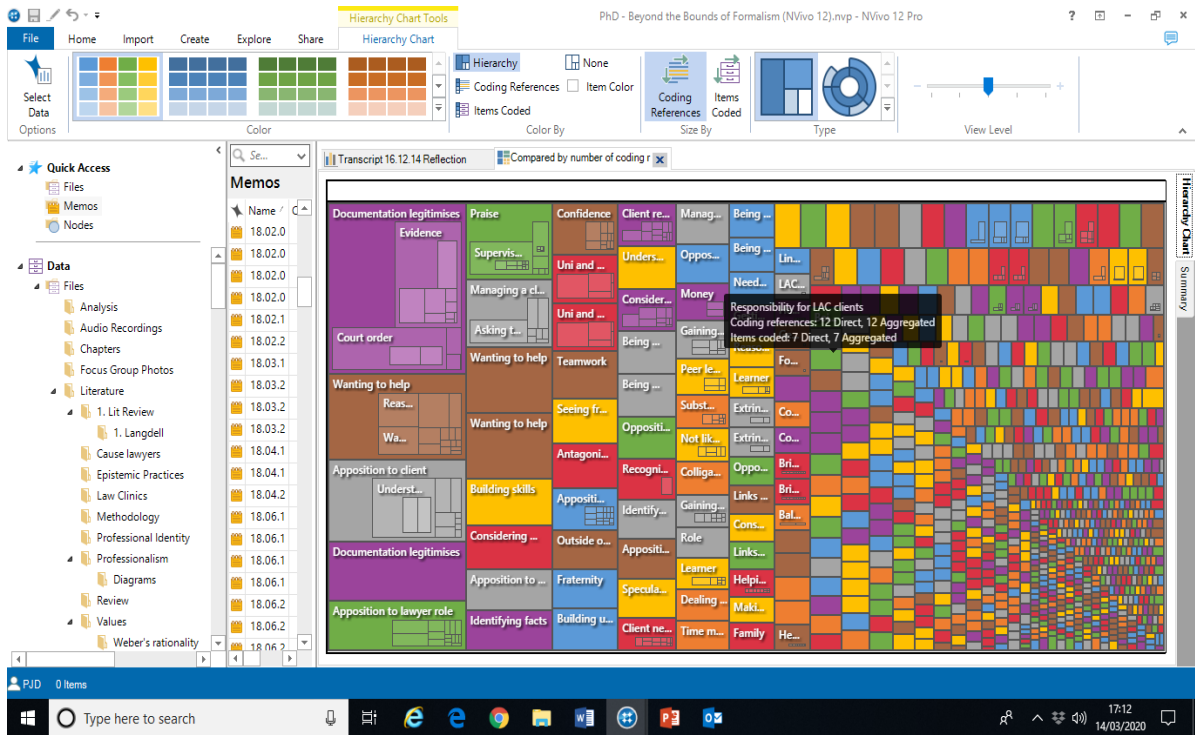 Hierarchy Chart Tools
PhD - Beyond the Bounds of Formalism (NVivo 12).nvp - NVivo 12 Pro
?
File
Home
Import
Create
Explore
Share
Hierarchy Chart
Select
Data
Hierarchy
None
Coding References
Item Color
Items Coded
Coding
References
Items
Coded
Options
Color
Color By
Size By
Type
View Level
Quick Access
Files
Memos
Nodes
Data
Files
Analysis
Audio Recordings
Chapters
Focus Group Photos
Literature
1. Lit Review
1. Langdell
Cause lawyers
Epistemic Practices
Law Clinics
Methodology
Professional Identity
Professionalism
Diagrams
Review
Values
Weber's rationality
Se...
Memos
Name
18.02.0
18.02.0
18.02.0
18.02.0
18.02.1
18.02.2
18.03.1
18.03.2
18.03.2
18.03.2
18.04.1
18.04.1
18.04.2
18.06.1
18.06.1
18.06.1
18.06.1
18.06.2
18.06.2
18.06.2
Transcript 16.12.14 Reflection
Compared by number of coding r
Documentation legitimises
Evidence
Court order
Wanting to help
Reas...
Wa...
Apposition to client
Underst...
Documentation legitimises
Apposition to lawyer role
Praise
Supervis...
Managing a cl...
Asking t...
Wanting to help
Wanting to help
Building skills
Considering ...
Apposition to ...
Identifying facts
Confidence
Uni and ...
Uni and ...
Teamwork
Seeing fr...
Antagoni...
Appositi...
Outside o...
Fraternity
Building u...
Client re...
Unders...
Consider...
Being ...
Being ...
Oppositi...
Recogni...
Identify...
Appositi...
Specula...
Client ne...
Manag...
Oppos...
Money
Gaining...
Peer le...
Subst...
Not lik...
Colliga...
Gaining...
Role
Learner
Dealing ...
Time m...
Being ...
Being ...
Need...
Learner
Extrin...
Extrin...
Oppo...
Links ...
Cons...
Links...
Helpi...
Maki...
Family
Lin...
LAC...
Fo...
Co...
Co...
Bri...
Bri...
Bal...
He...
Responsibility for LAC clients
Coding references: 12 Direct, 12 Aggregated
Items coded: 7 Direct, 7 Aggregated
Hierarchy Chart
Summary
PJD
0 Items
Type here to search
17:12
14/03/2020